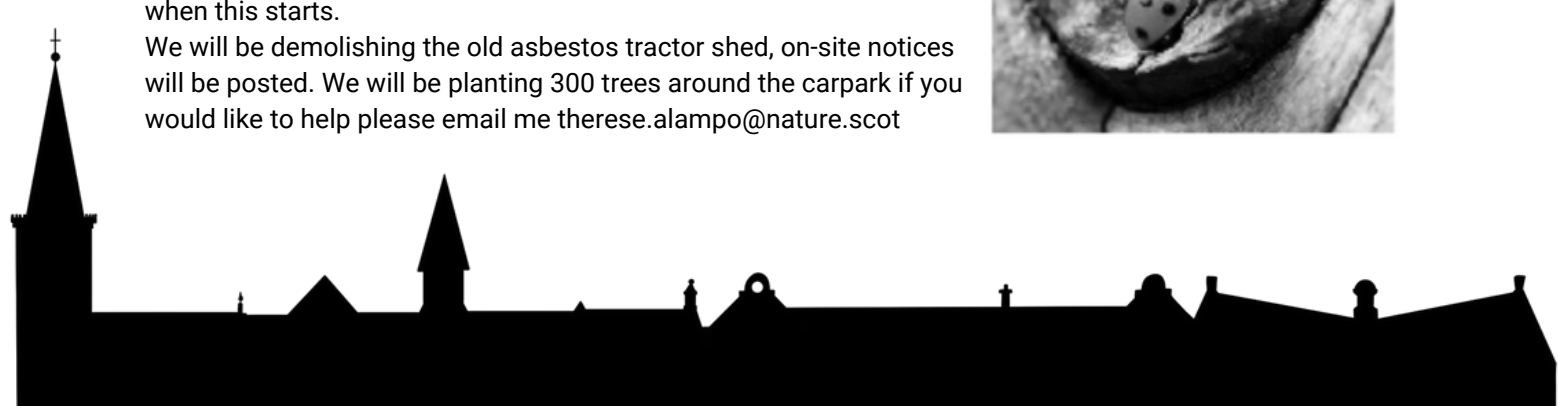 when this starts.
We will be demolishing the old asbestos tractor shed, on-site notices
will be posted. We will be planting 300 trees around the carpark if you
would like to help please email me therese.alampo@nature.scot